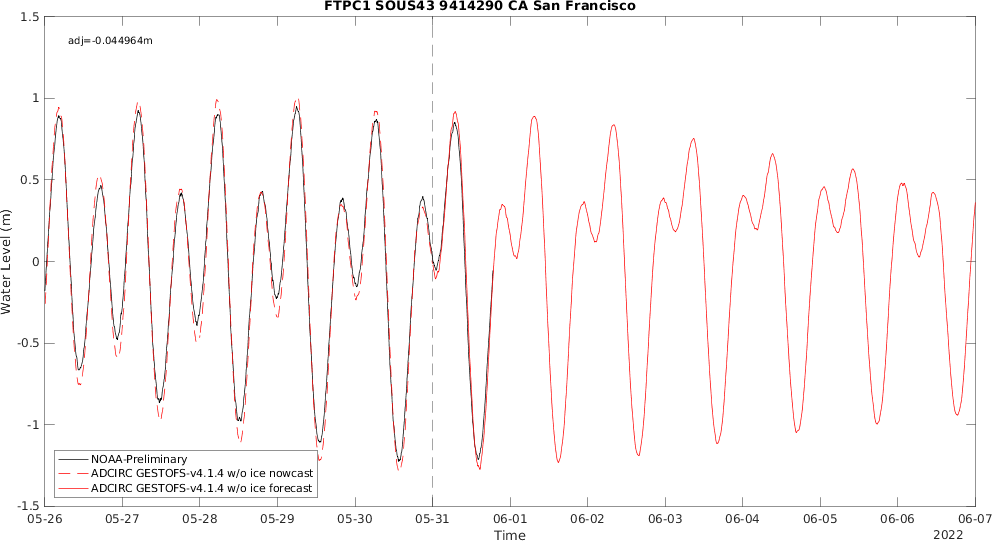 FTPC1 SOUS43 9414290 CA San Francisco
adj=-0.044964m
1.5
1
0.5
0
-0.5
-1
-1.5
Water Level (m)
NOAA-Preliminary
ADCIRC GESTOFS-v4.1.4 w/o ice nowcast
ADCIRC GESTOFS-v4.1.4 w/o ice forecast
05-26 05-27 05-28 05-29 05-30 05-31 06-01 06-02 06-03 06-04 06-05 06-06 06-07
Time
2022